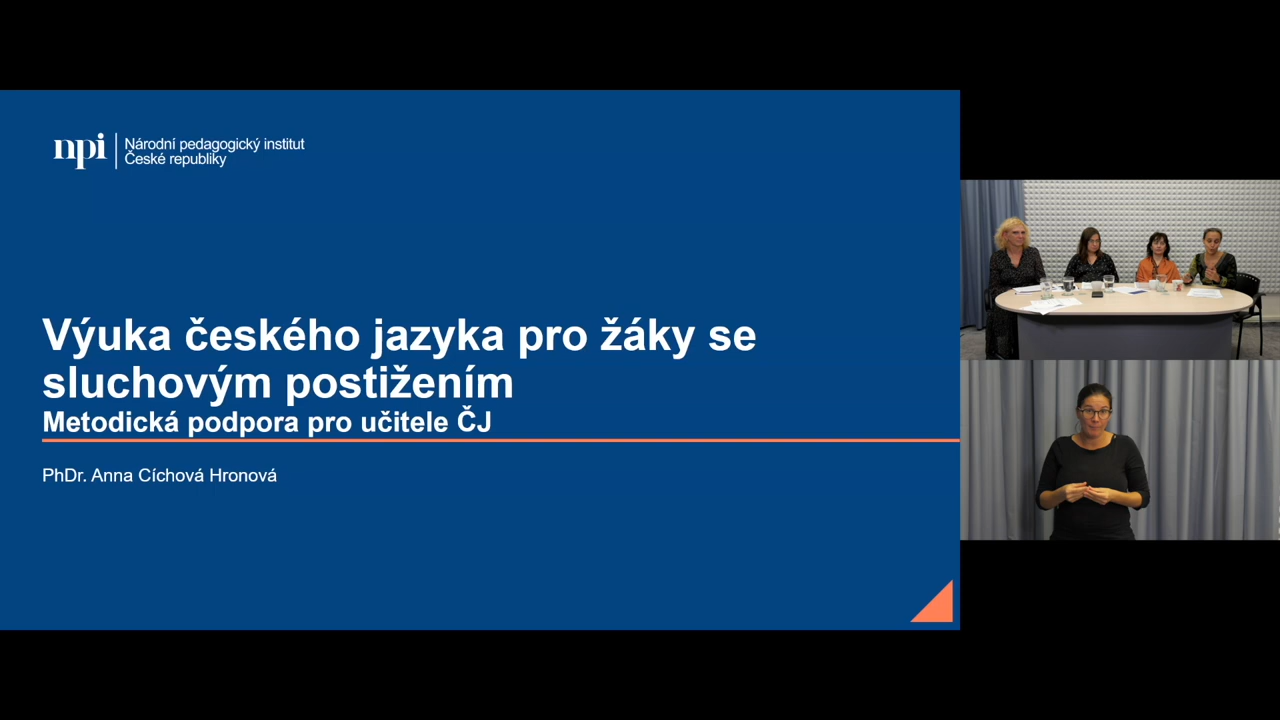 npi
Národní pedagogický institut
České republiky
Výuka českého jazyka pro žáky se
sluchovým postižením
Metodická podpora pro učitele ČJ
PhDr. Anna Cíchová Hronová